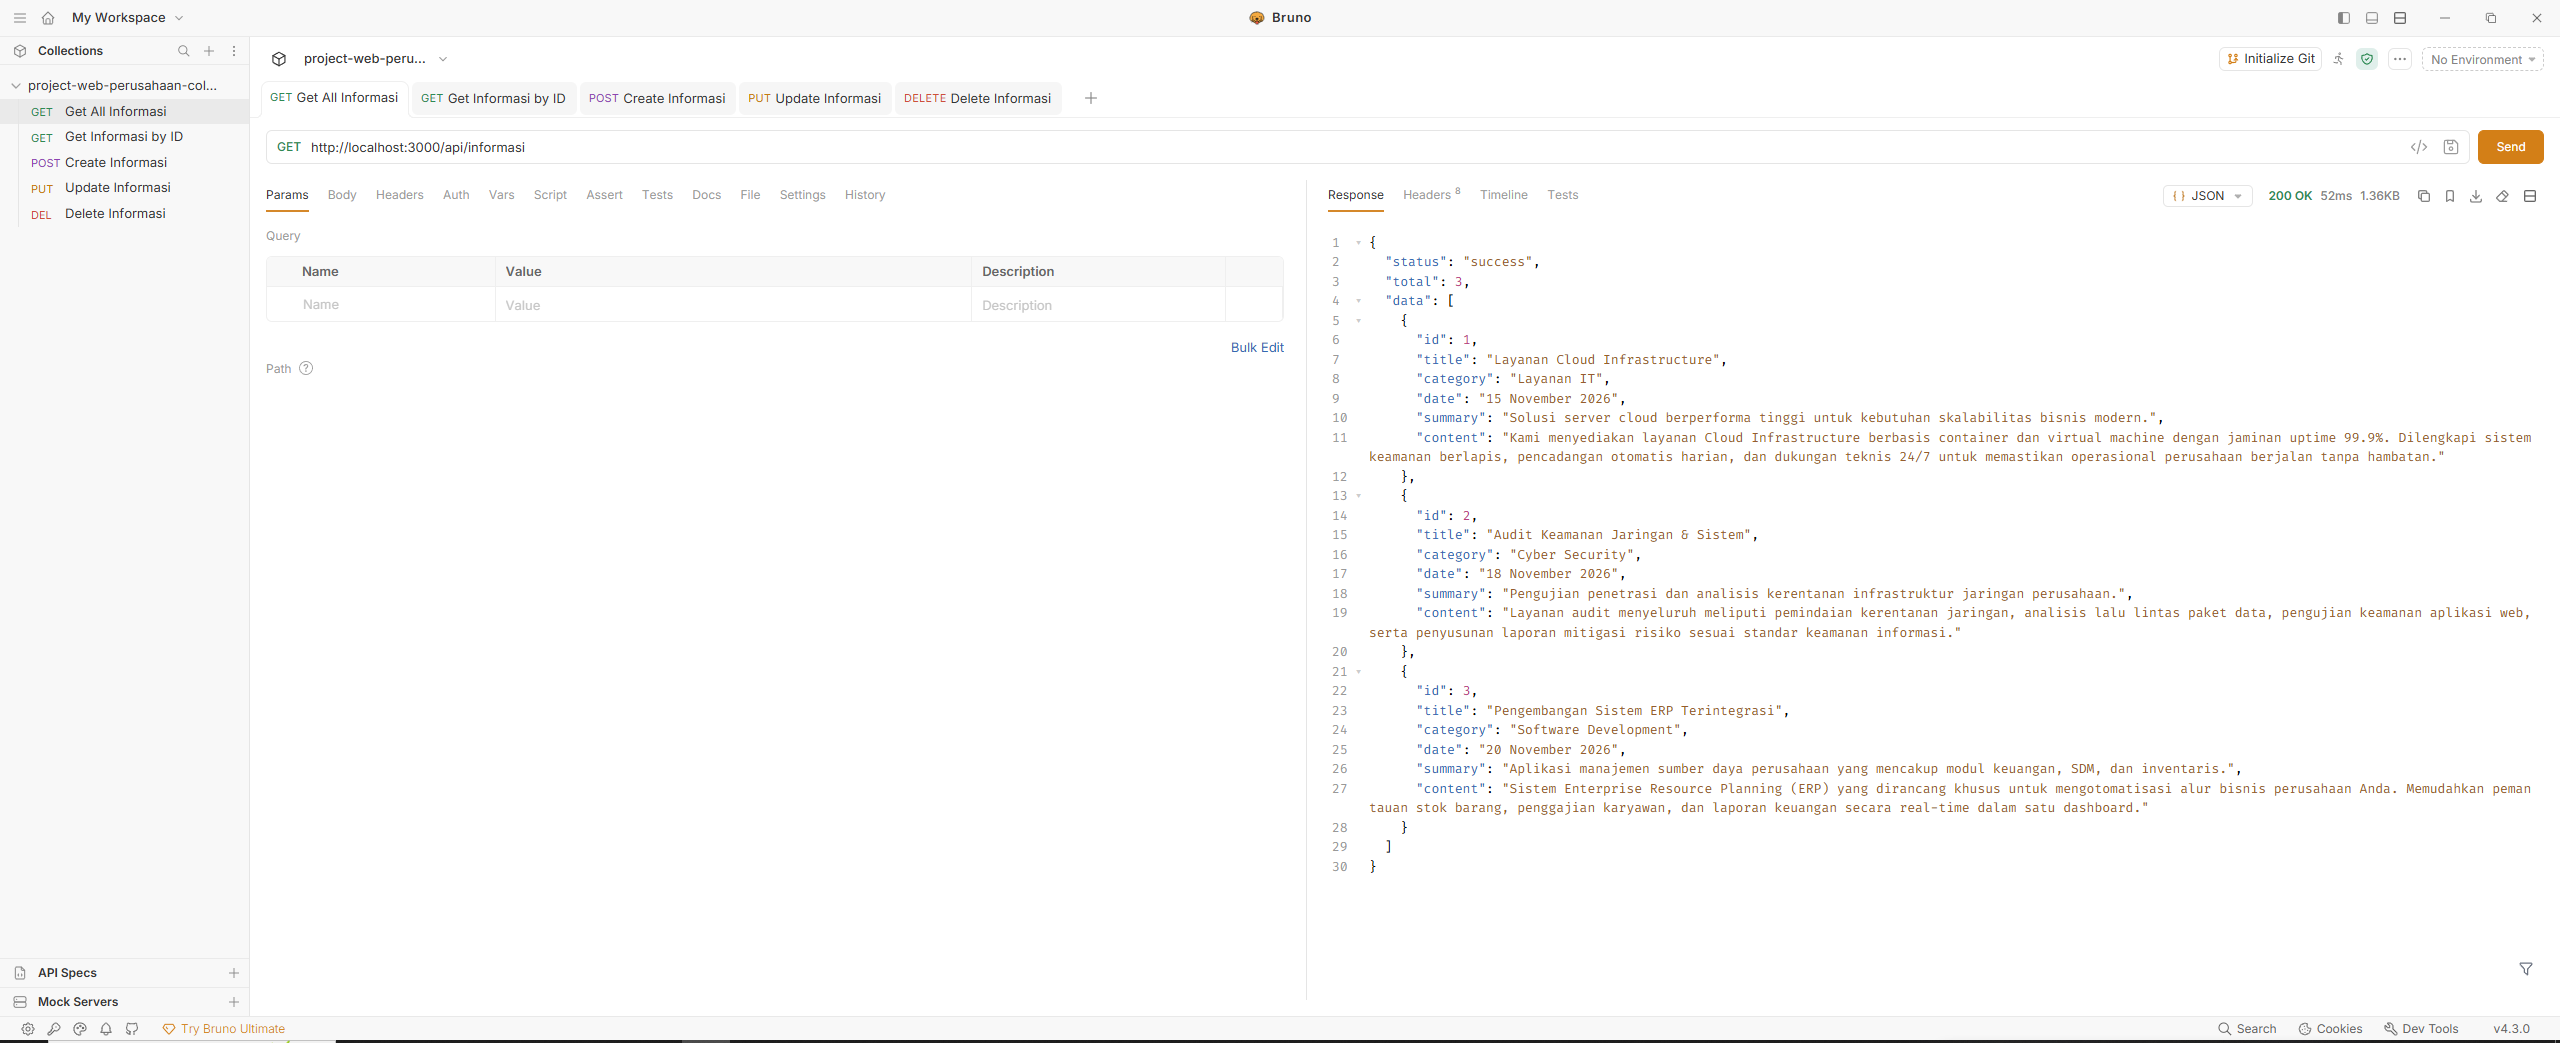 My Workspace
Bruno
Collections
project-web-perusahaan-col...
GET Get All Informasi
GET Get Informasi by ID
POST Create Informasi
PUT Update Informasi
DEL Delete Informasi
API Specs
Mock Servers
project-web-peru...
Initialize Git
No Environment
GET Get All Informasi
GET Get Informasi by ID
POST Create Informasi
PUT Update Informasi
DELETE Delete Informasi
GET http://localhost:3000/api/informasi
Send
Params Body Headers Auth Vars Script Assert Tests Docs File Settings History
Query
Name Value Description
Name Value Description
Bulk Edit
Path ?
Response Headers 8 Timeline Tests
{ } JSON
200 OK 52ms 1.36KB
1 {
2 "status": "success",
3 "total": 3,
4 "data": [
5 {
6 "id": 1,
7 "title": "Layanan Cloud Infrastructure",
8 "category": "Layanan IT",
9 "date": "15 November 2026",
10 "summary": "Solusi server cloud berperforma tinggi untuk kebutuhan skalabilitas bisnis modern.",
11 "content": "Kami menyediakan layanan Cloud Infrastructure berbasis container dan virtual machine dengan jaminan uptime 99.9%. Dilengkapi sistem
keamanan berlapis, pencadangan otomatis harian, dan dukungan teknis 24/7 untuk memastikan operasional perusahaan berjalan tanpa hambatan."
12 },
13 {
14 "id": 2,
15 "title": "Audit Keamanan Jaringan & Sistem",
16 "category": "Cyber Security",
17 "date": "18 November 2026",
18 "summary": "Pengujian penetrasi dan analisis kerentanan infrastruktur jaringan perusahaan.",
19 "content": "Layanan audit menyeluruh meliputi pemindaian kerentanan jaringan, analisis lalu lintas paket data, pengujian keamanan aplikasi web,
serta penyusunan laporan mitigasi risiko sesuai standar keamanan informasi."
20 },
21 {
22 "id": 3,
23 "title": "Pengembangan Sistem ERP Terintegrasi",
24 "category": "Software Development",
25 "date": "20 November 2026",
26 "summary": "Aplikasi manajemen sumber daya perusahaan yang mencakup modul keuangan, SDM, dan inventaris.",
27 "content": "Sistem Enterprise Resource Planning (ERP) yang dirancang khusus untuk mengotomatisasi alur bisnis perusahaan Anda. Memudahkan peman
tauan stok barang, penggajian karyawan, dan laporan keuangan secara real-time dalam satu dashboard."
28 }
29 ]
30 }
Try Bruno Ultimate
Search
Cookies
Dev Tools
v4.3.0